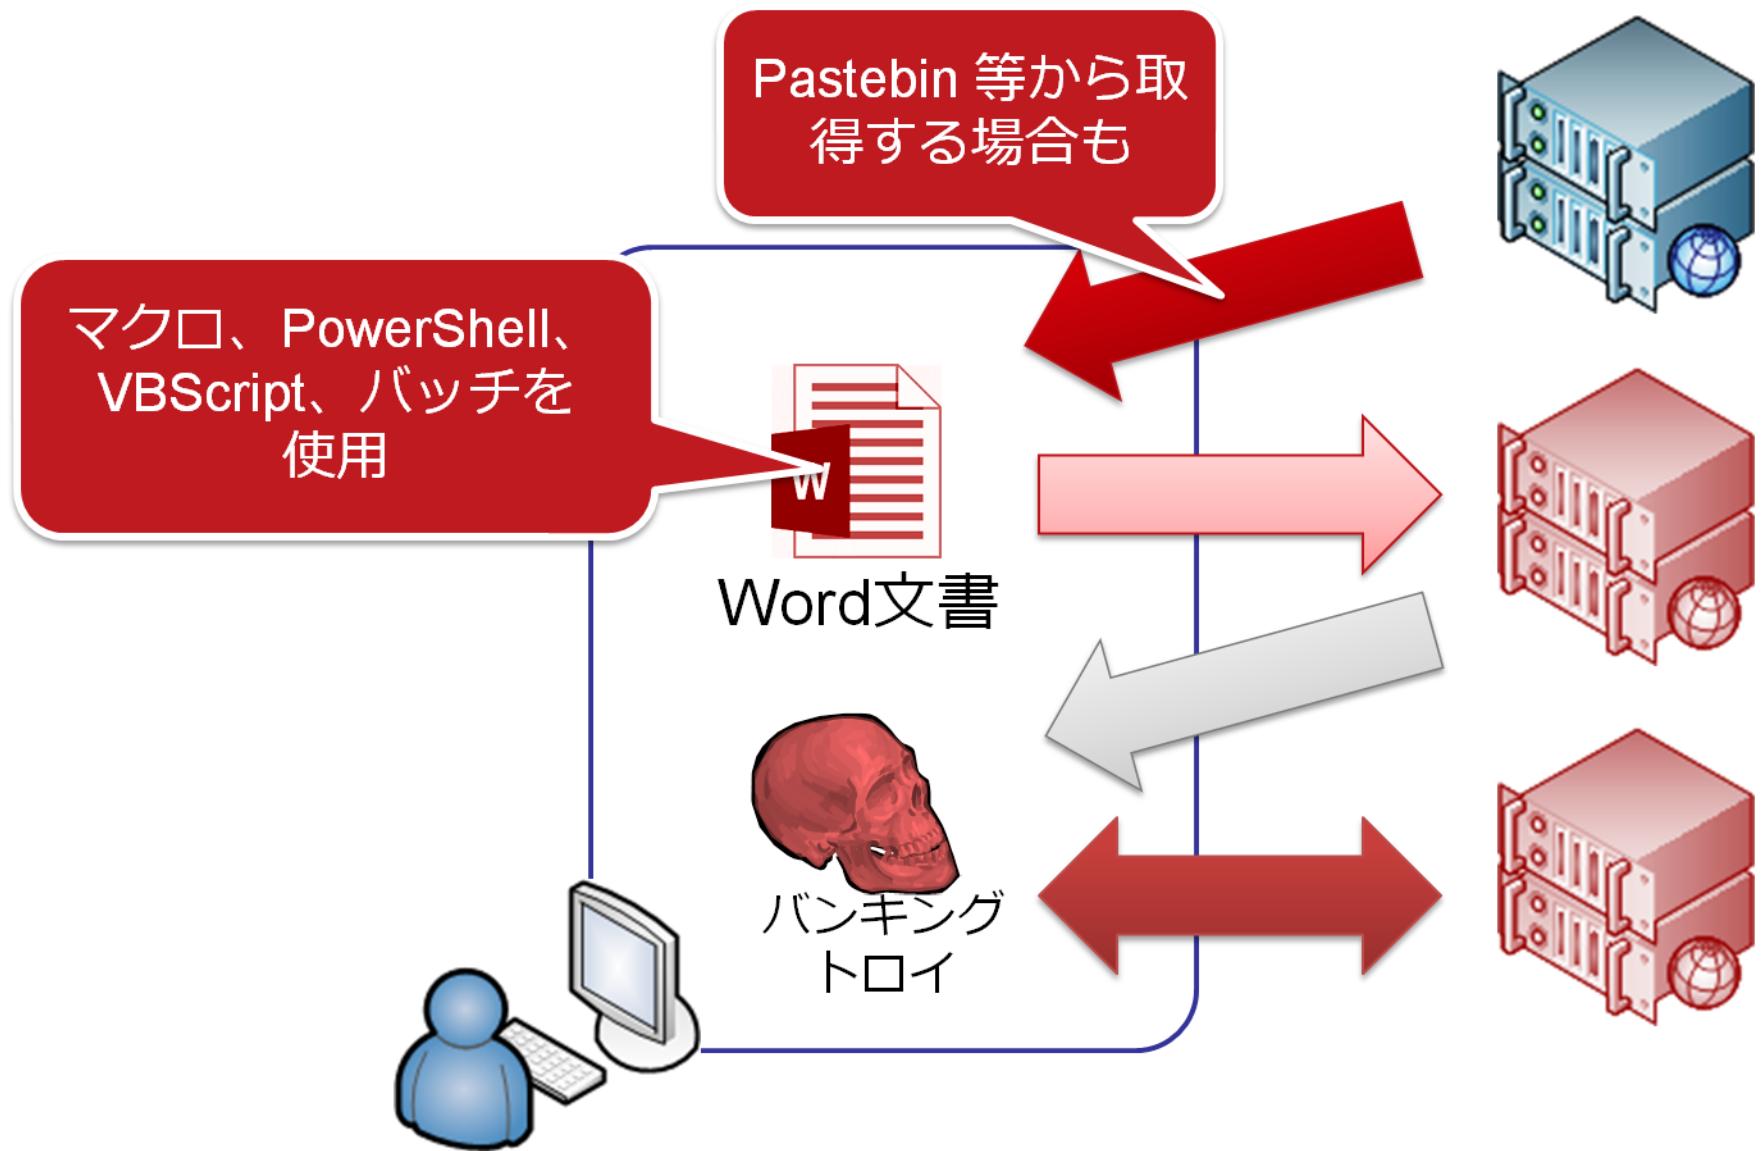 Pastebin 等から取
得する場合も
マクロ、PowerShell、
VBScript、バッチを
使用
W
Word文書
バンキング
トロイ